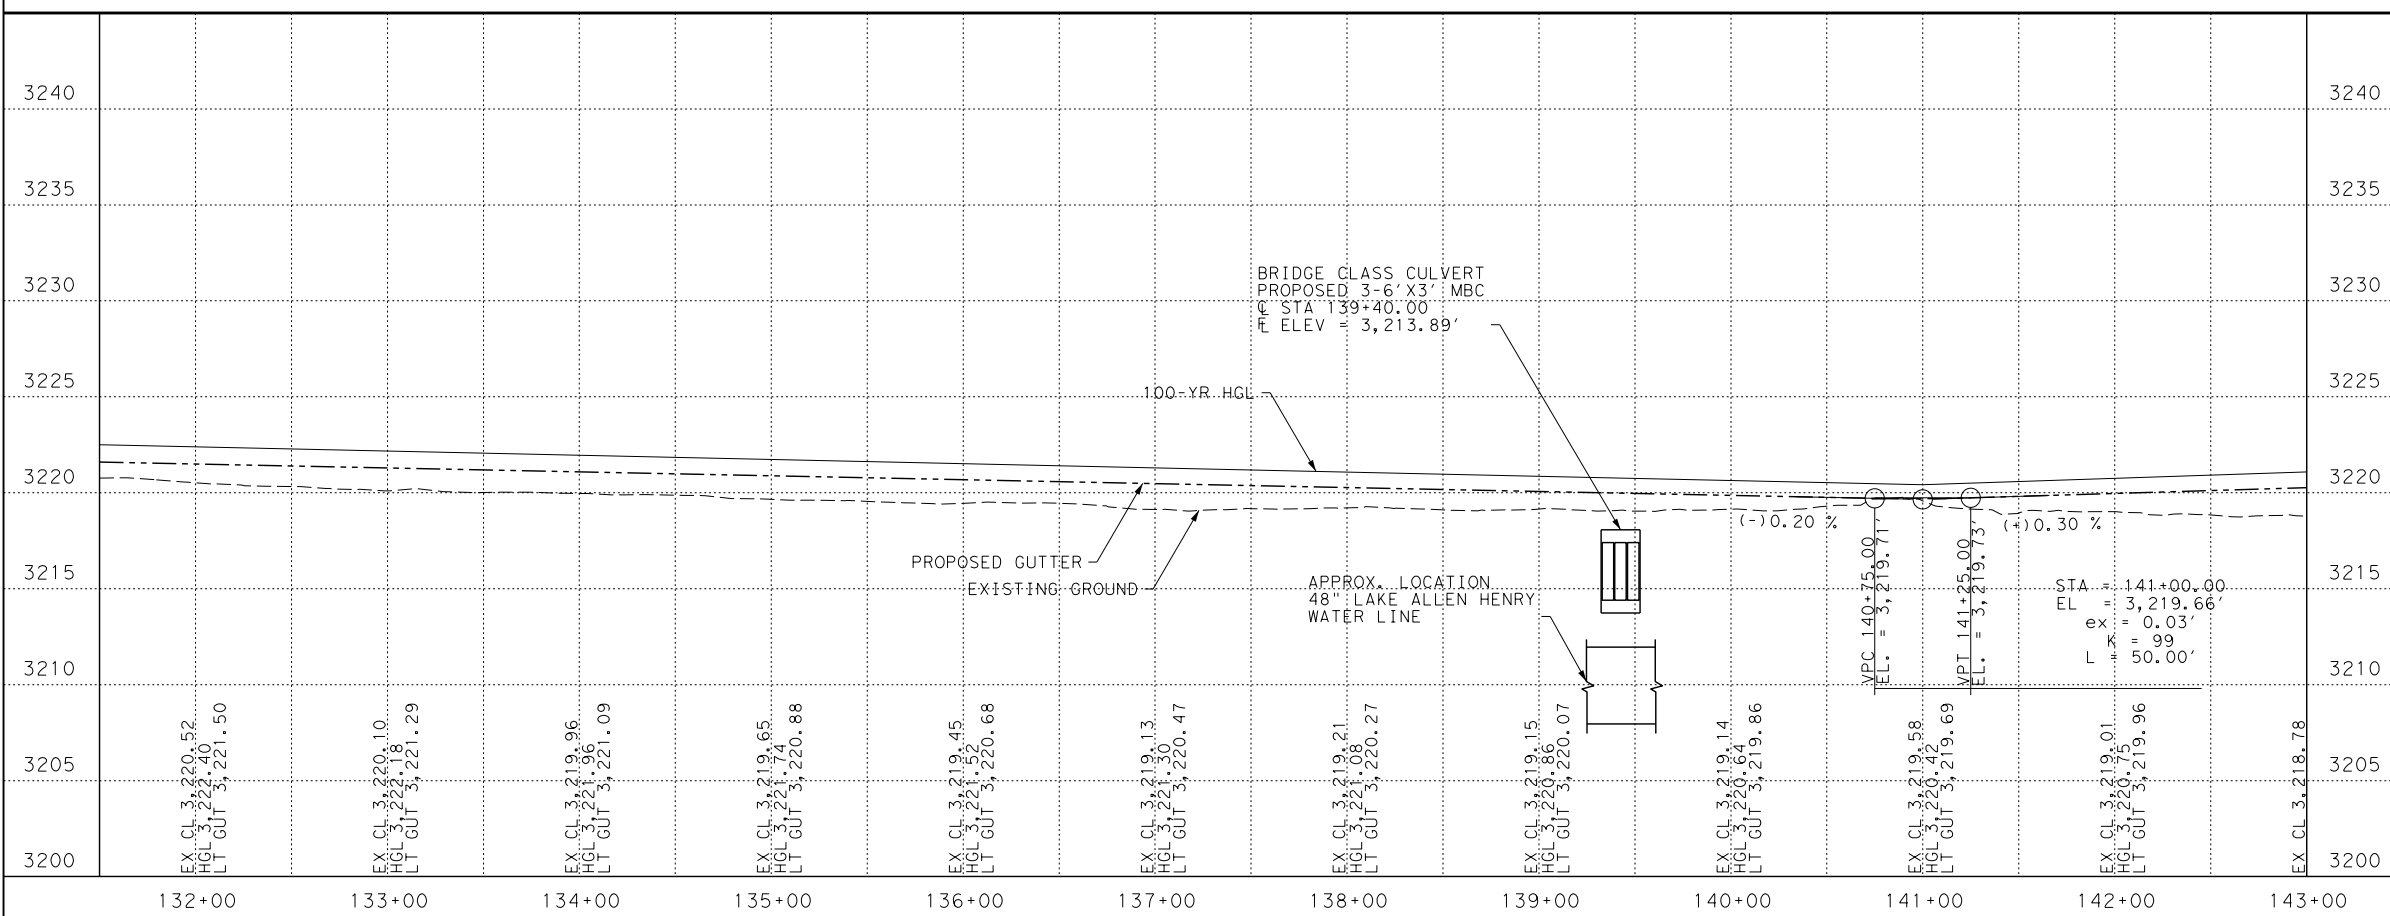 3240
3240
3235
3235
BRIDGE CLASS CULVERT
PROPOSED 3-6'X3' MBC
℄ STA 139+40.00
FL ELEV = 3,213.89'
3230
3230
3225
3225
100-YR HGL
3220
3220
(-)0.20 %
(+)0.30 %
PROPOSED GUTTER
EXISTING GROUND
3215
3215
APPROX. LOCATION
48" LAKE ALLEN HENRY
WATER LINE
VPC 140+75.00
EL. = 3,219.71'
VPT 141+25.00
EL. = 3,219.73'
STA = 141+00.00
EL = 3,219.66'
ex = 0.03'
K = 99
L = 50.00'
3210
3210
3205
3205
3200
3200
EX CL 3,220.52
HGL 3,222.40
LT GUT 3,221.50
EX CL 3,220.10
HGL 3,222.18
LT GUT 3,221.29
EX CL 3,219.96
HGL 3,221.96
LT GUT 3,221.09
EX CL 3,219.65
HGL 3,221.74
LT GUT 3,220.88
EX CL 3,219.45
HGL 3,221.52
LT GUT 3,220.68
EX CL 3,219.13
HGL 3,221.30
LT GUT 3,220.47
EX CL 3,219.21
HGL 3,221.08
LT GUT 3,220.27
EX CL 3,219.15
HGL 3,220.86
LT GUT 3,220.07
EX CL 3,219.14
HGL 3,220.64
LT GUT 3,219.86
EX CL 3,219.58
HGL 3,220.42
LT GUT 3,219.69
EX CL 3,219.01
HGL 3,220.75
LT GUT 3,219.96
EX CL 3,218.78
132+00
133+00
134+00
135+00
136+00
137+00
138+00
139+00
140+00
141+00
142+00
143+00